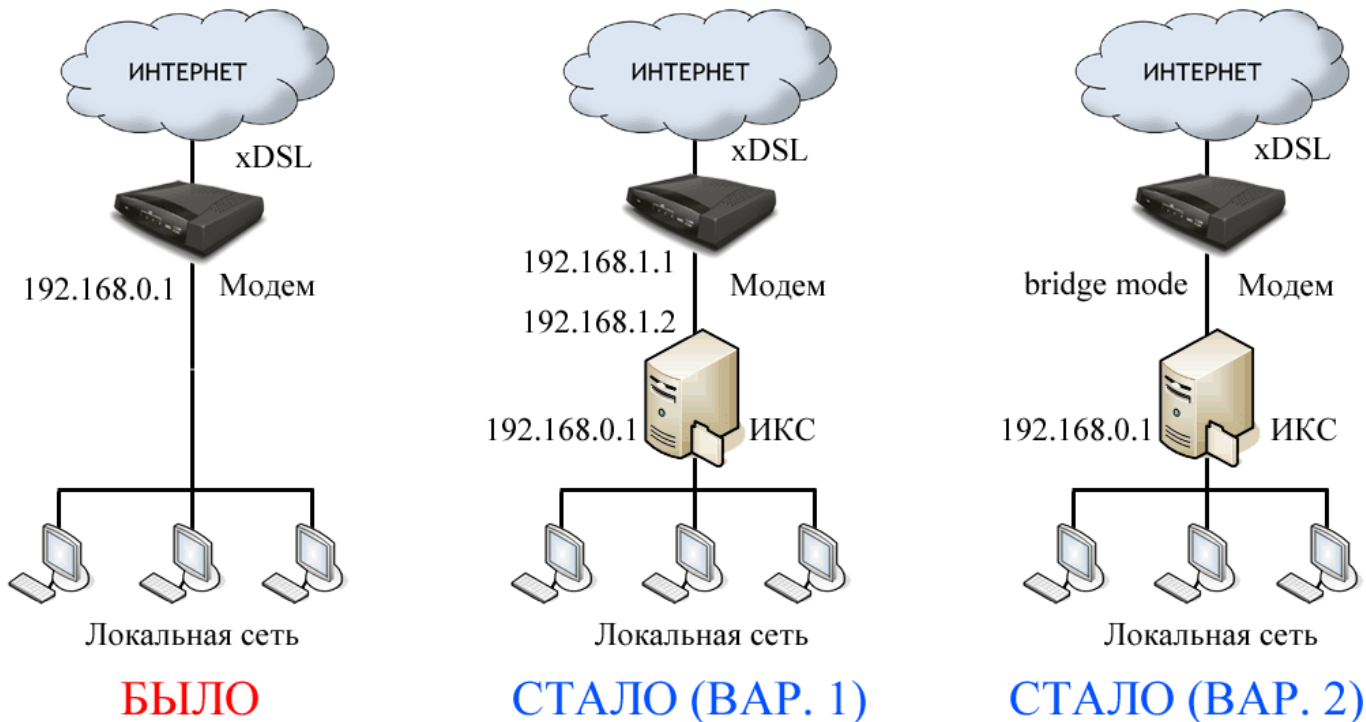 ИНТЕРНЕТ
xDSL
192.168.0.1
Модем
Локальная сеть
БЫЛО
ИНТЕРНЕТ
xDSL
192.168.1.1
Модем
192.168.1.2
192.168.0.1
ИКС
Локальная сеть
СТАЛО (ВАР. 1)
ИНТЕРНЕТ
xDSL
bridge mode
Модем
192.168.0.1
ИКС
Локальная сеть
СТАЛО (ВАР. 2)